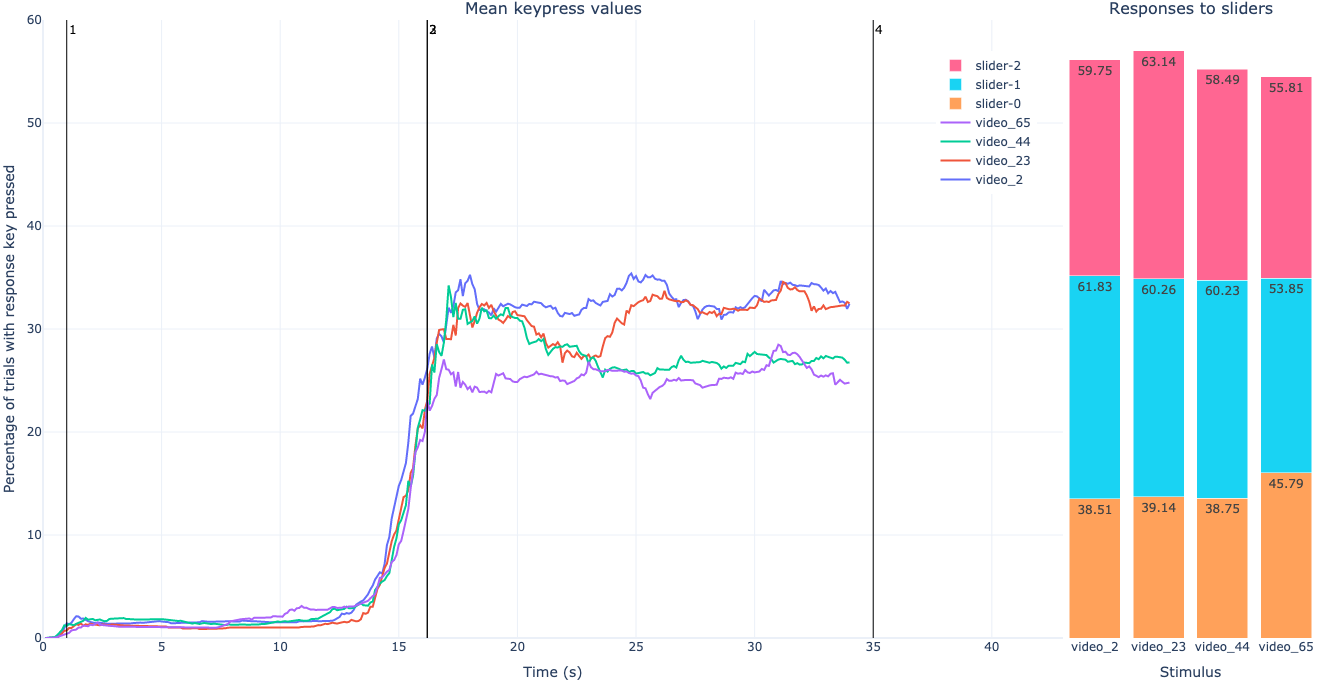 Mean keypress values
Responses to sliders
60
50
40
30
20
10
0
Percentage of trials with response key pressed
1
2
4
0
5
10
15
20
25
30
35
40
Time (s)
slider-2
slider-1
slider-0
video_65
video_44
video_23
video_2
59.75
63.14
58.49
55.81
61.83
60.26
60.23
53.85
38.51
39.14
38.75
45.79
video_2
video_23
video_44
video_65
Stimulus